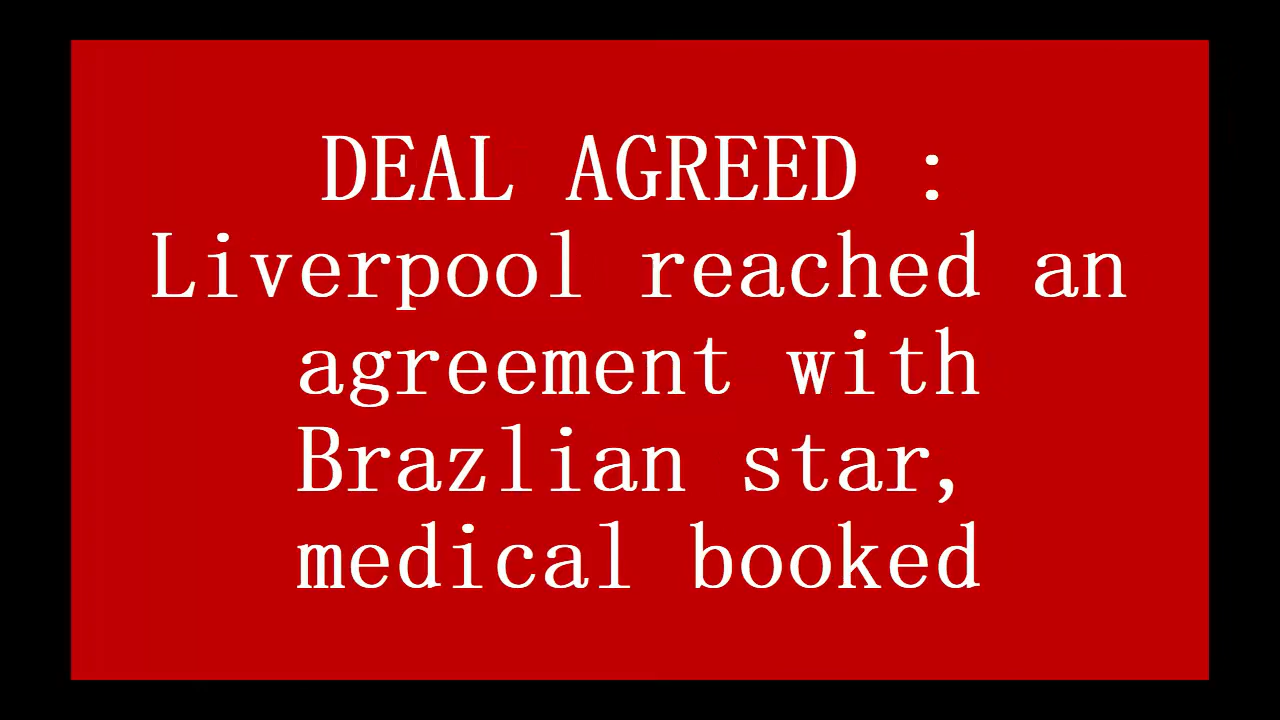 DEAL AGREED :
Liverpool reached an
agreement with
Brazlian star,
medical booked